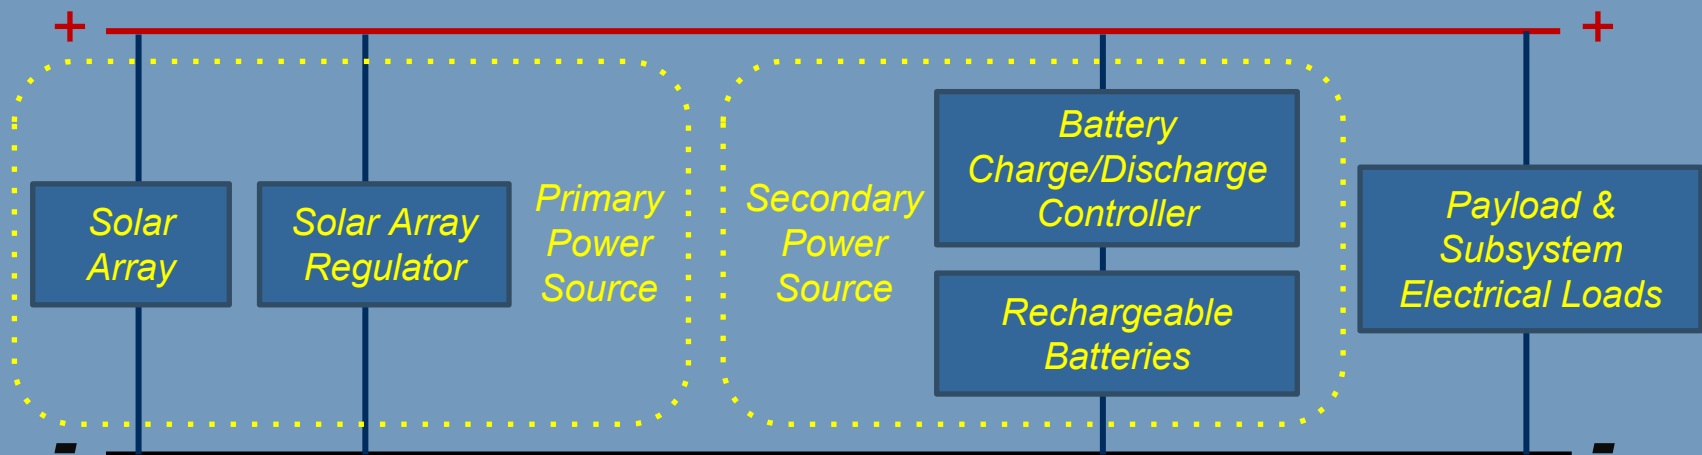 +
+
Solar
Array
Solar Array
Regulator
Primary
Power
Source
Secondary
Power
Source
Battery
Charge/Discharge
Controller
Rechargeable
Batteries
Payload &
Subsystem
Electrical Loads
-
-